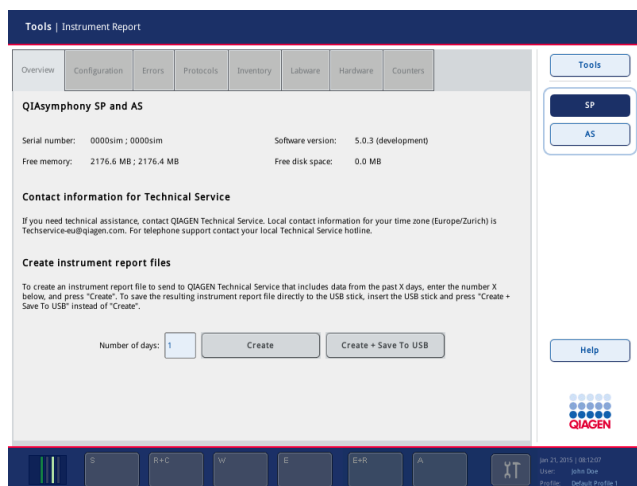 Tools | Instrument Report
Overview Configuration Errors Protocols Inventory Labware Hardware Counters
Tools
SP
AS
QIAsymphony SP and AS
Serial number: 0000sim ; 0000sim Software version: 5.0.3 (development)
Free memory: 2176.6 MB ; 2176.4 MB Free disk space: 0.0 MB
Contact information for Technical Service
If you need technical assistance, contact QIAGEN Technical Service. Local contact information for your time zone (Europe/Zurich) is
Techservice-eu@qiagen.com. For telephone support contact your local Technical Service hotline.
Create instrument report files
To create an instrument report file to send to QIAGEN Technical Service that includes data from the past X days, enter the number X
below, and press "Create". To save the resulting instrument report file directly to the USB stick, insert the USB stick and press "Create +
Save To USB" instead of "Create".
Number of days: 1 Create Create + Save To USB
Help
QIAGEN
S R+C W E E+R A
Jan 21, 2015 | 08:12:07
User: John Doe
Profile: Default Profile 1